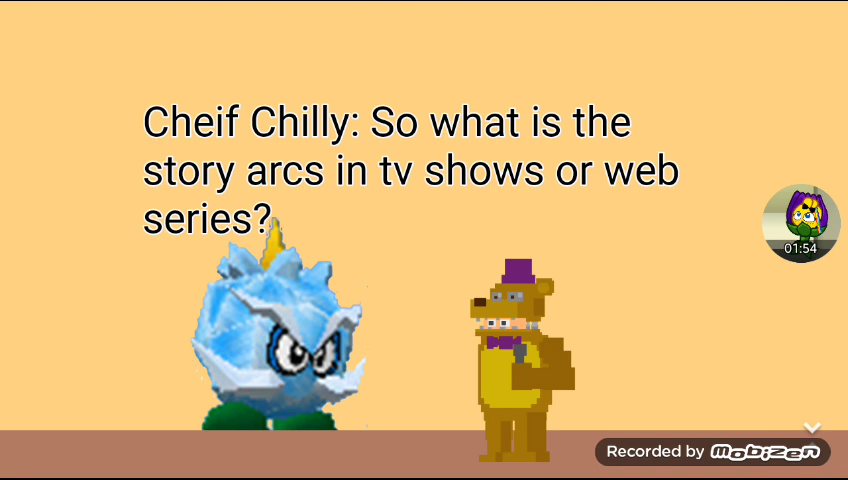 Cheif Chilly: So what is the
story arcs in tv shows or web
series?
01:54
Recorded by mobizen